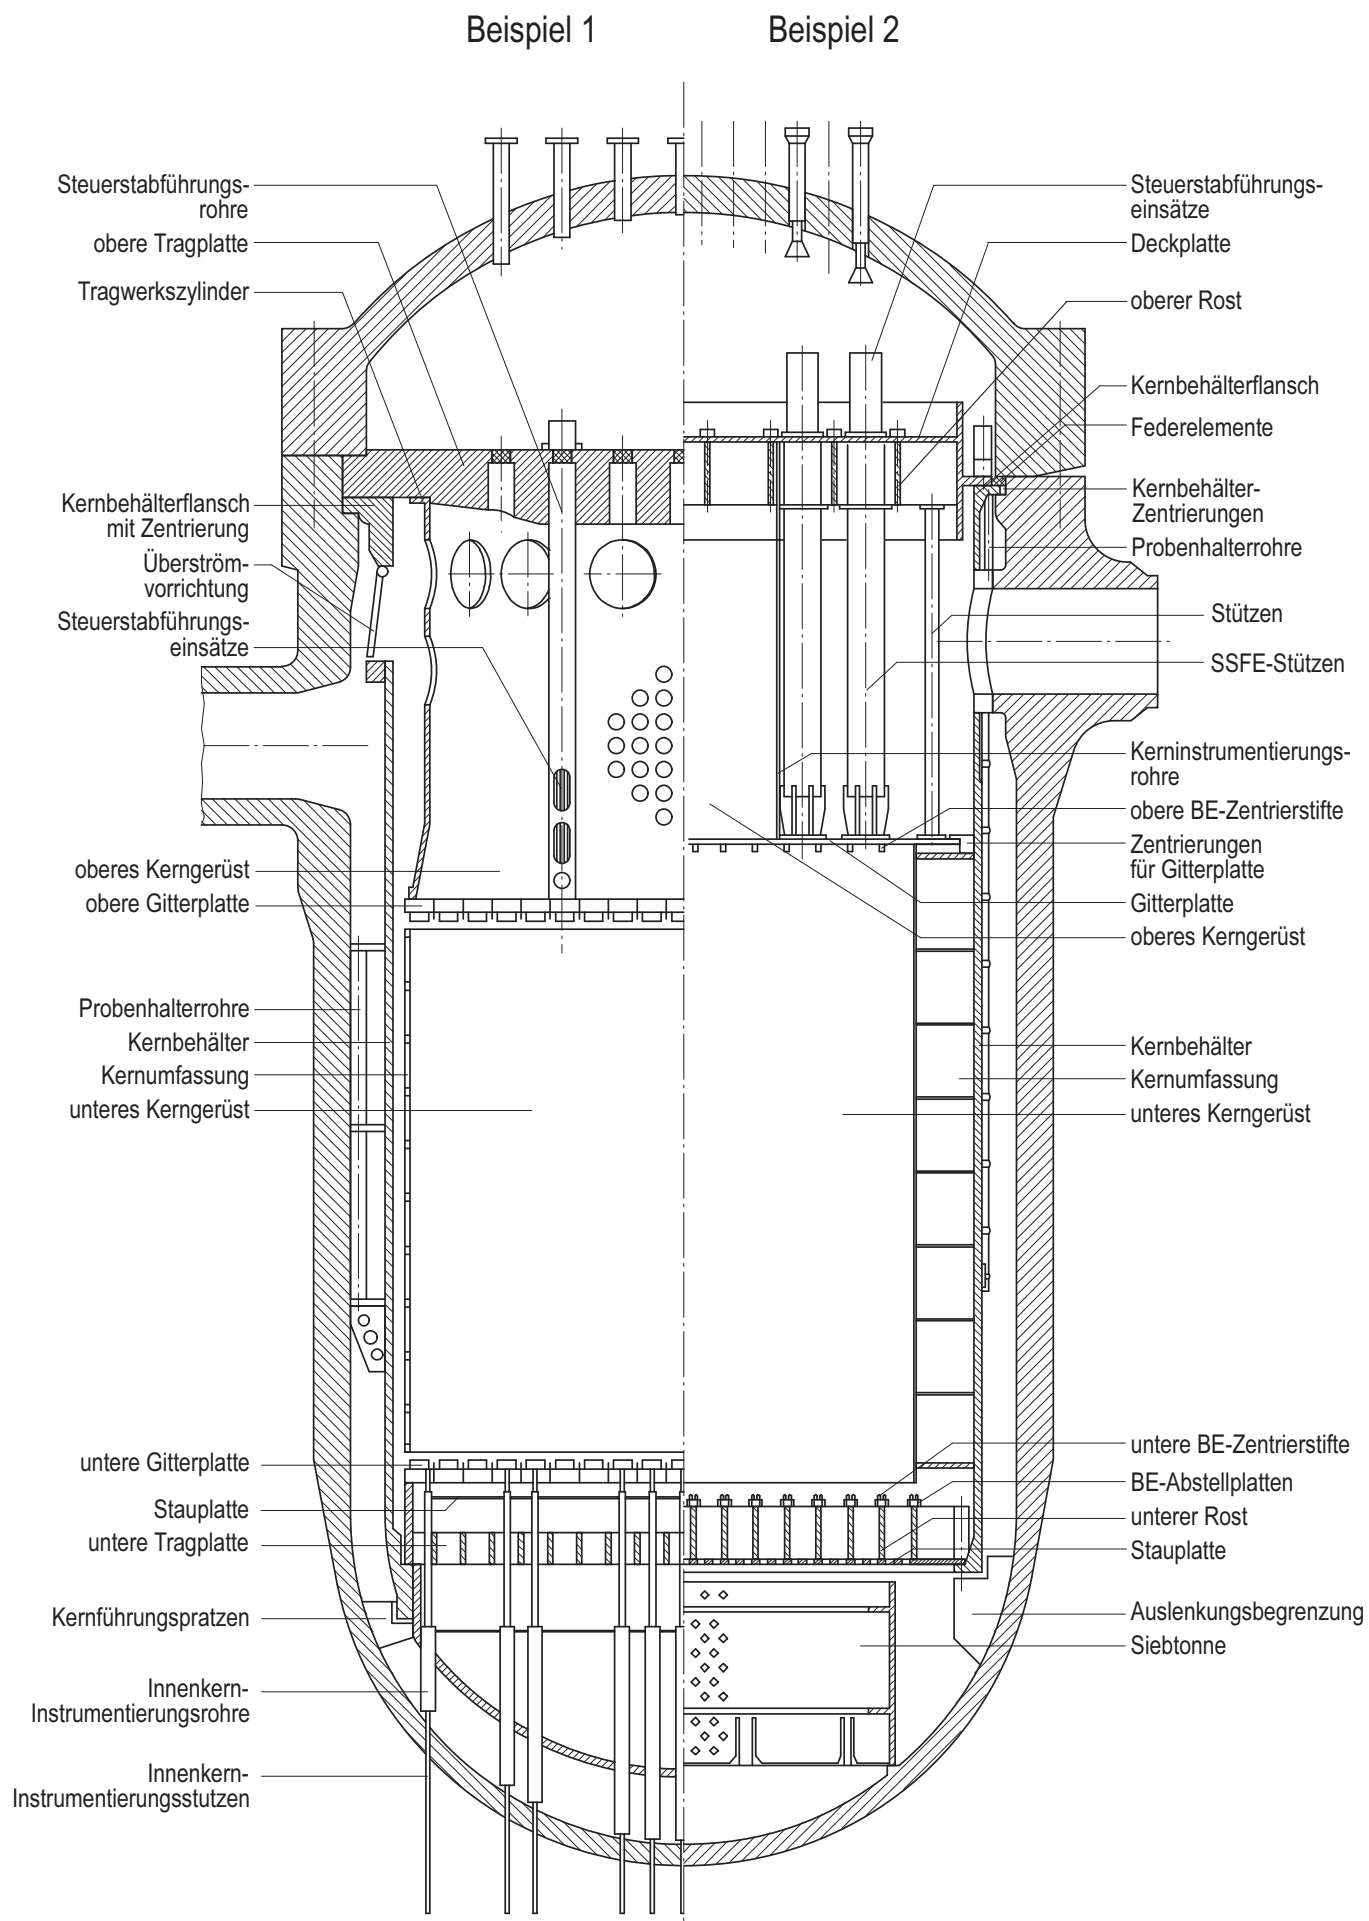 Beispiel 1
Beispiel 2
Steuerstabführungs-
rohre
obere Tragplatte
Tragwerkszylinder
Kernbehälterflansch
mit Zentrierung
Überström-
vorrichtung
Steuerstabführungs-
einsätze
oberes Kerngerüst
obere Gitterplatte
Probenhalterrohre
Kernbehälter
Kernumfassung
unteres Kerngerüst
untere Gitterplatte
Stauplatte
untere Tragplatte
Kernführungspratzen
Innenkern-
Instrumentierungsrohre
Innenkern-
Instrumentierungsstutzen
Steuerstabführungs-
einsätze
Deckplatte
oberer Rost
Kernbehälterflansch
Federelemente
Kernbehälter-
Zentrierungen
Probenhalterrohre
Stützen
SSFE-Stützen
Kerninstrumentierungs-
rohre
obere BE-Zentrierstifte
Zentrierungen
für Gitterplatte
Gitterplatte
oberes Kerngerüst
Kernbehälter
Kernumfassung
unteres Kerngerüst
untere BE-Zentrierstifte
BE-Abstellplatten
unterer Rost
Stauplatte
Auslenkungsbegrenzung
Siebtonne